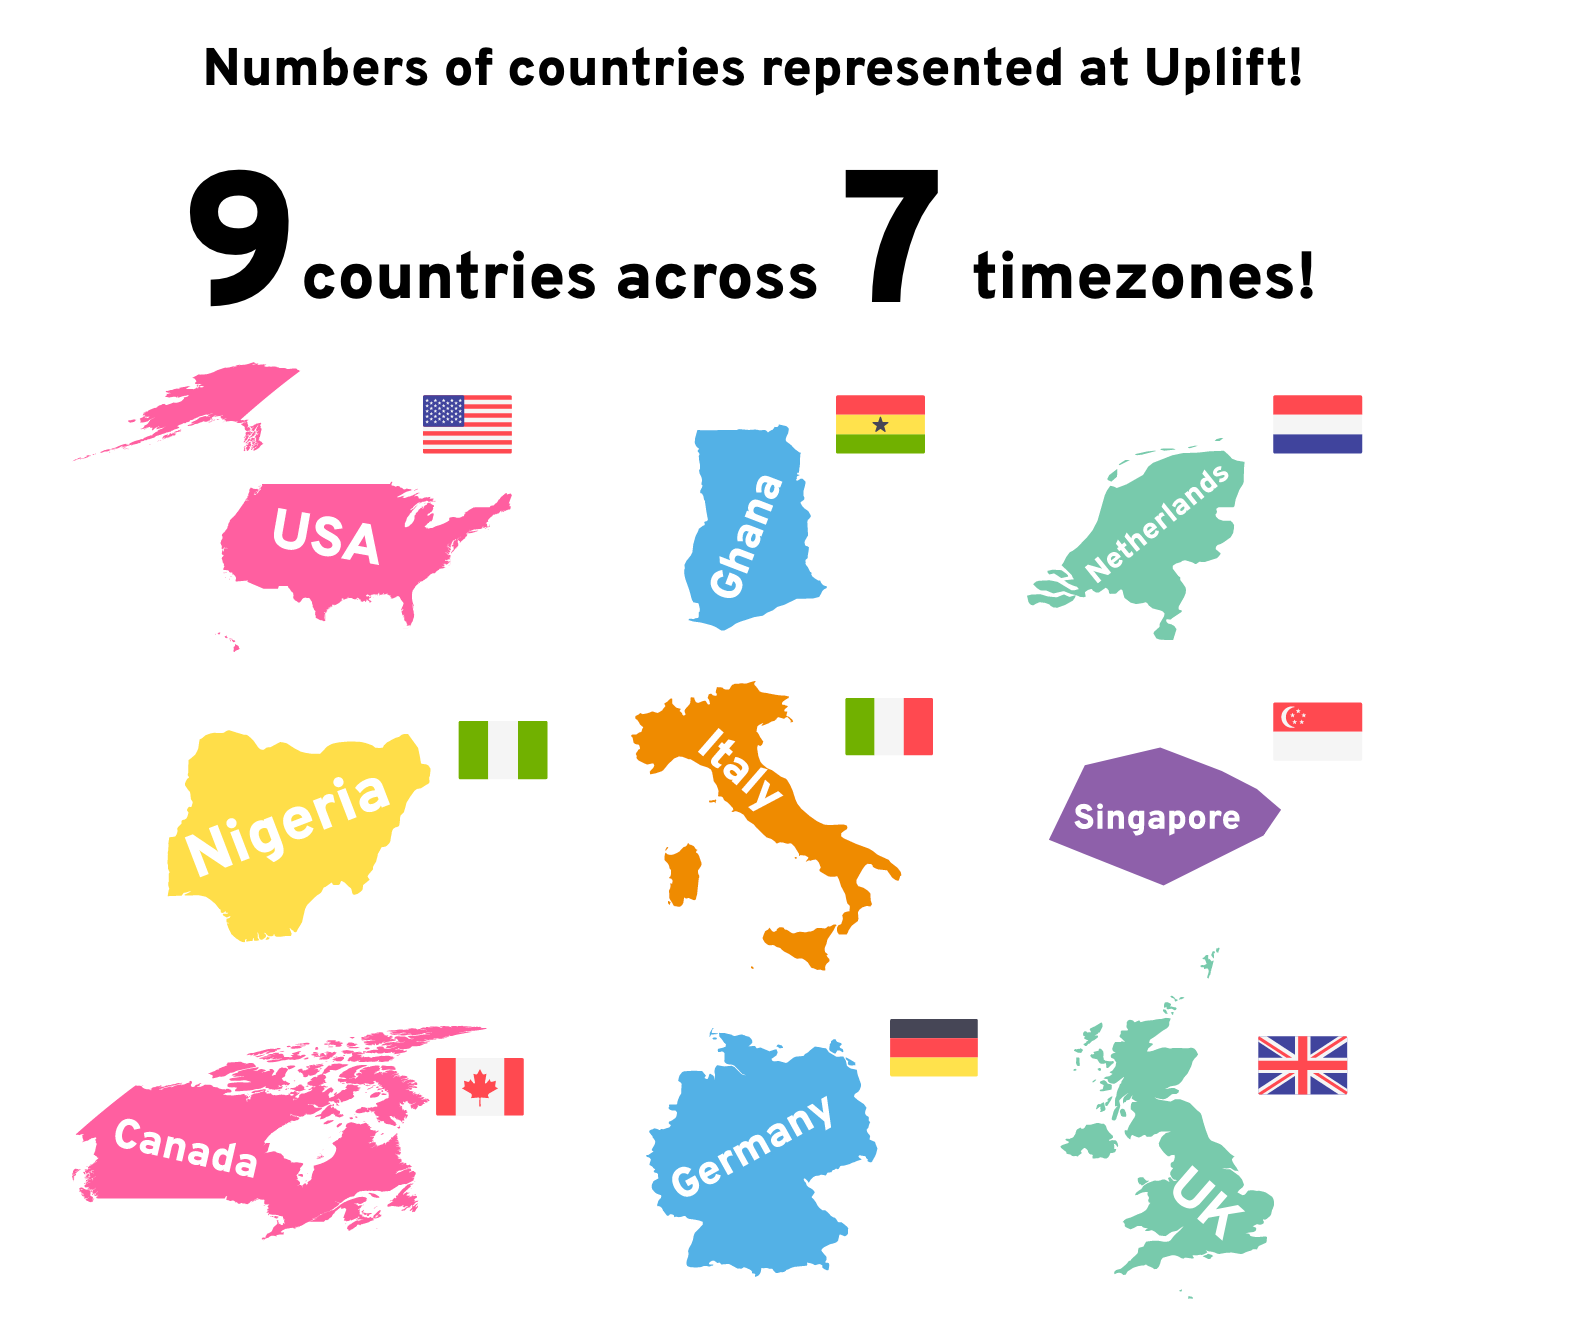 Numbers of countries represented at Uplift!
9 countries across 7 timezones!
USA
Ghana
Netherlands
Nigeria
Italy
Singapore
Canada
Germany
UK